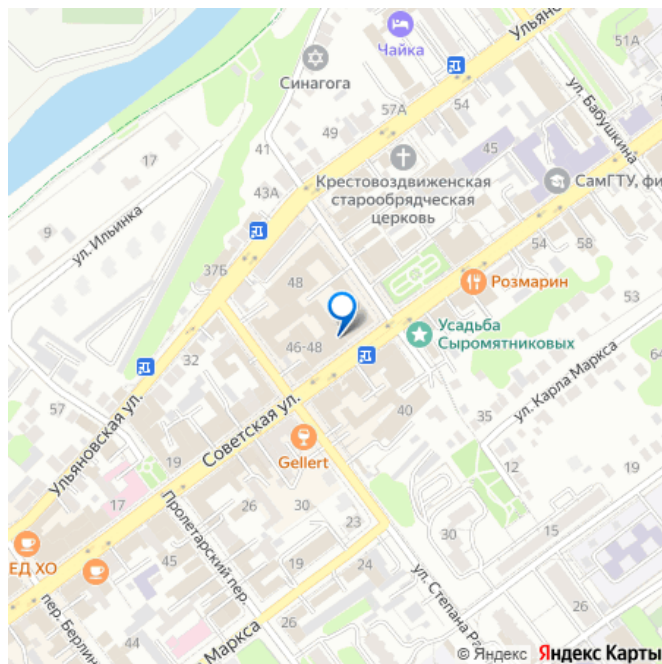 Ульяновс
51А
Чайка
Синагога
57А
54
ул. Бабушкина
49
17
41
45
Крестовоздвиженская
старообрядческая
церковь
СамГТУ, фи
43А
9
ул. Ильинка
54
58
37Б
48
Розмарин
53
Усадьба
Сыромятниковых
46-48
32
ул. Карла Маркса
57
Ульяновская ул.
Советская ул.
40
35
Gellert
19
12
19
17
Пролетарский пер.
26
30
23
30
15
ЕД ХО
45
24
19
ул. Степана Ра
пер. Берлин
26
Маркса
26
© Яндекс Яндекс Карты